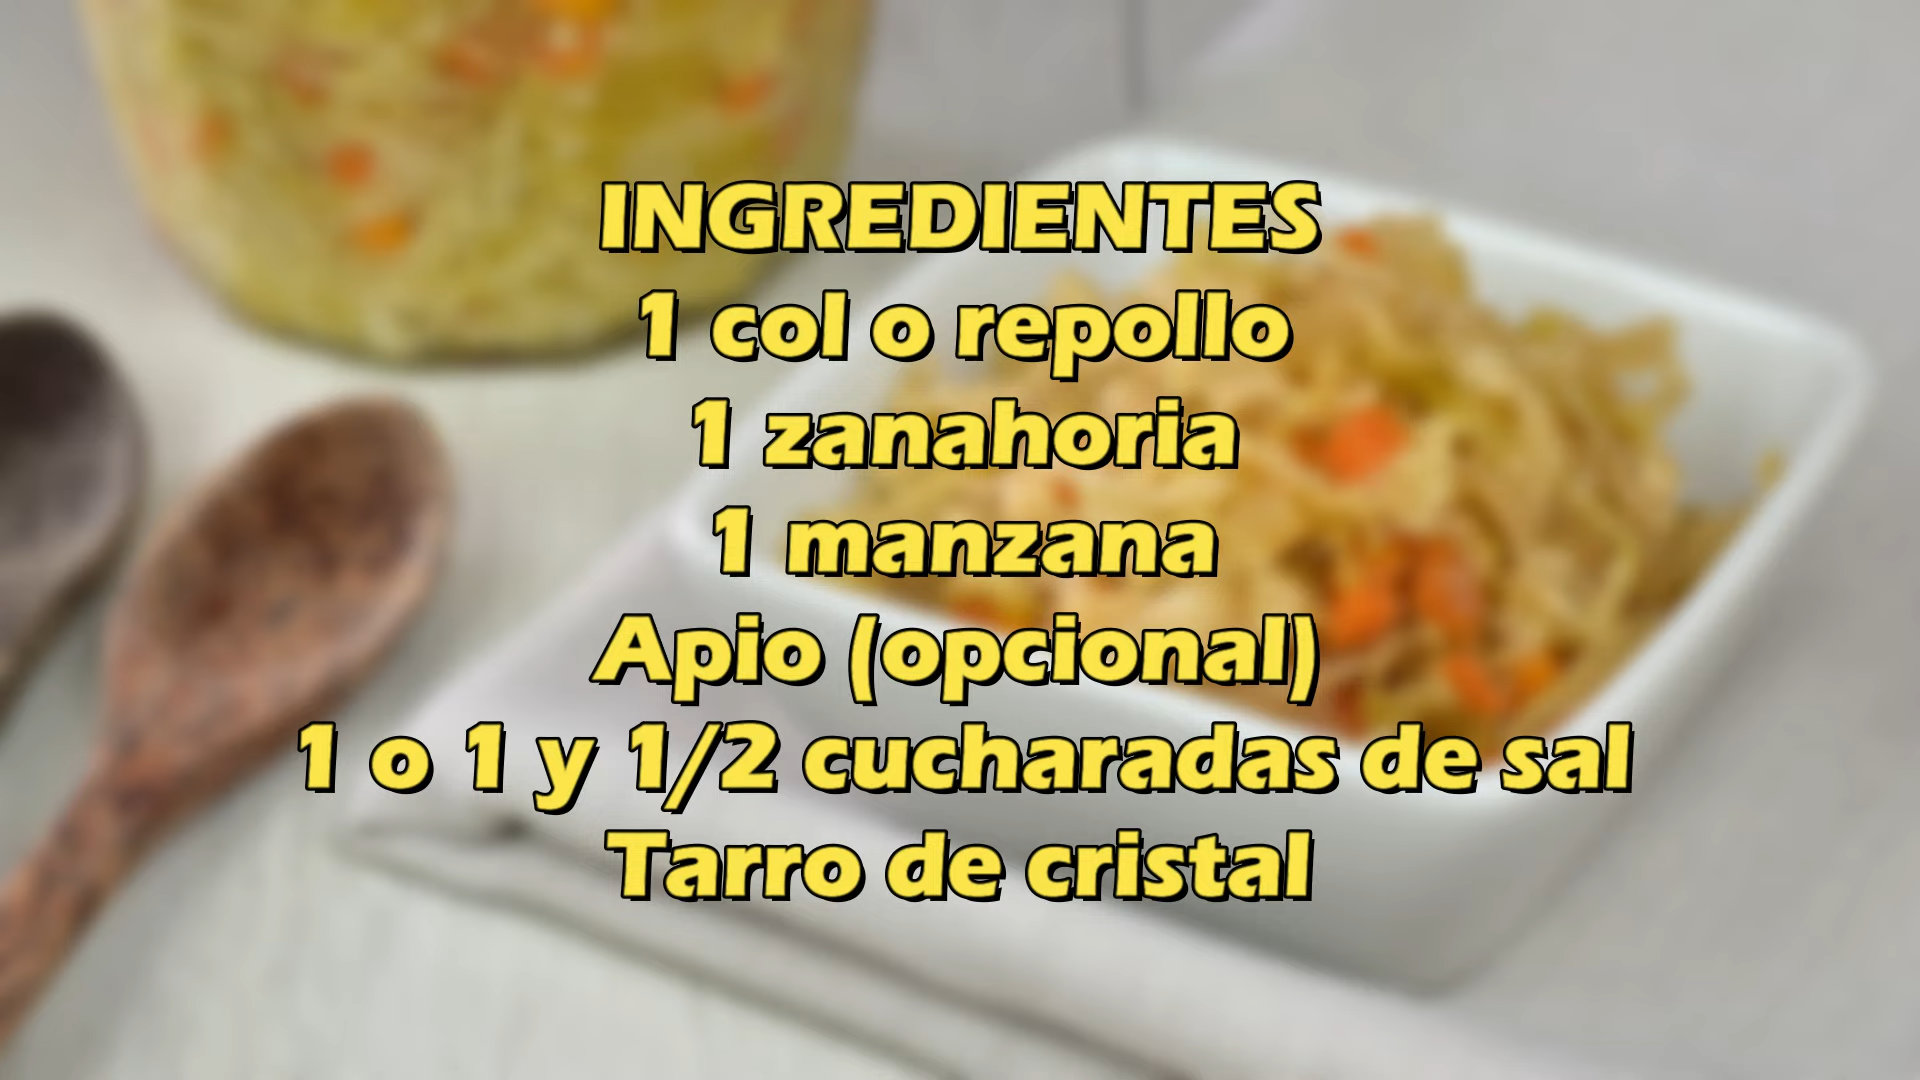 INGREDIENTES
1 col o repollo
1 zanahoria
1 manzana
Apio (opcional)
1 o 1 y 1/2 cucharadas de sal
Tarro de cristal